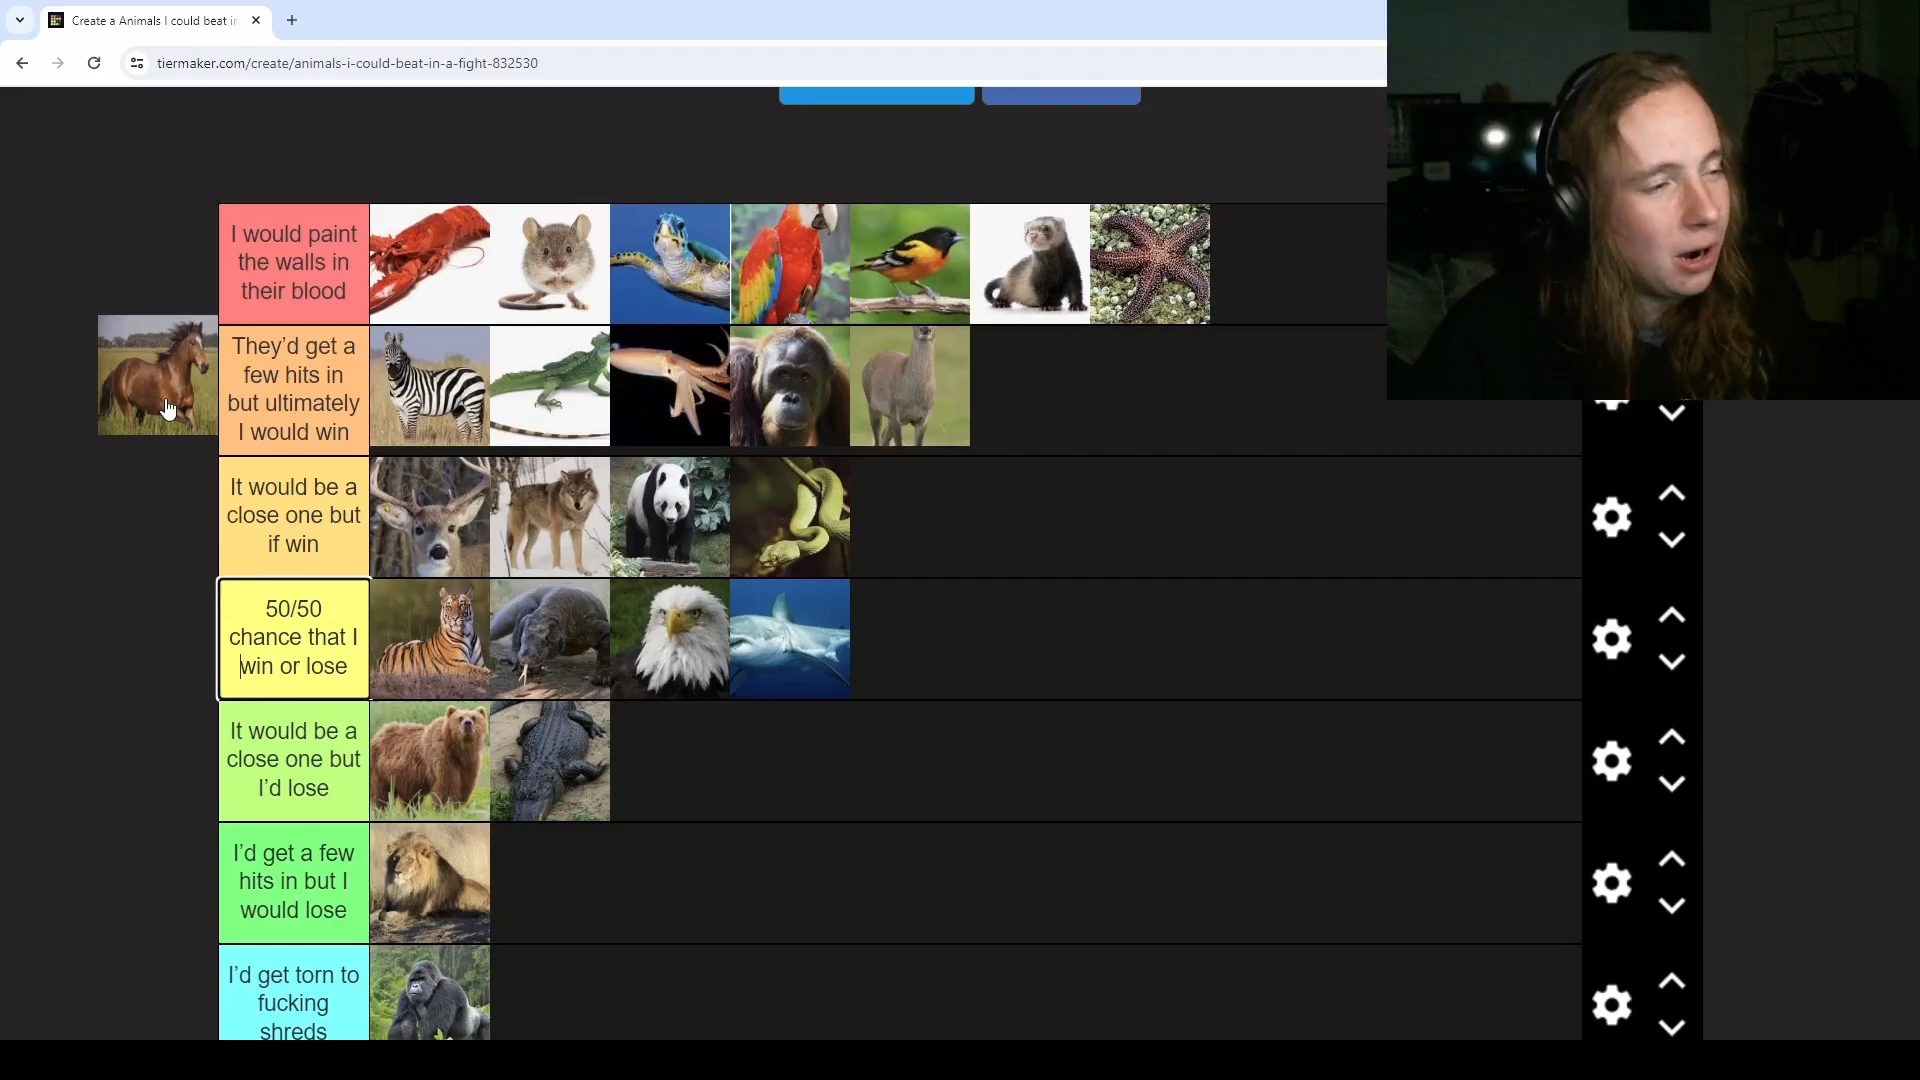 Create a Animals I could beat in
tiermaker.com/create/animals-i-could-beat-in-a-fight-832530
I would paint
the walls in
their blood
They'd get a
few hits in
but ultimately
I would win
It would be a
close one but
if win
50/50
chance that I
win or lose
It would be a
close one but
I'd lose
I'd get a few
hits in but I
would lose
I'd get torn to
fucking
shreds